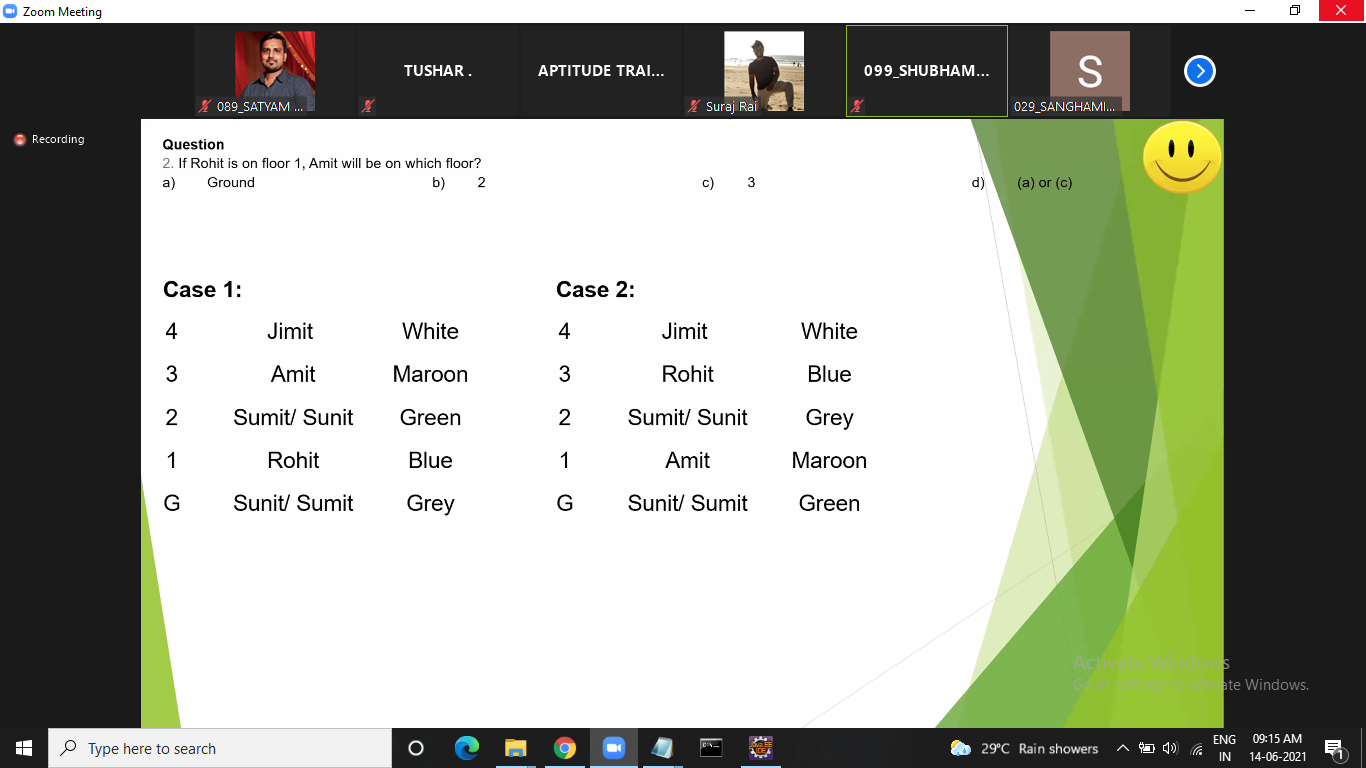 Zoom Meeting
089_SATYAM ...
TUSHAR .
APTITUDE TRAI...
Suraj Rai
099_SHUBHAM...
S
029_SANGHAMI...
Recording
Question
2. If Rohit is on floor 1, Amit will be on which floor?
a) Ground b) 2 c) 3 d) (a) or (c)
Case 1:
4 Jimit White
3 Amit Maroon
2 Sumit/ Sunit Green
1 Rohit Blue
G Sunit/ Sumit Grey
Case 2:
4 Jimit White
3 Rohit Blue
2 Sumit/ Sunit Grey
1 Amit Maroon
G Sunit/ Sumit Green
Activate Windows
Go to Settings to activate Windows.
Type here to search
29°C Rain showers
ENG
IN
09:15 AM
14-06-2021
1